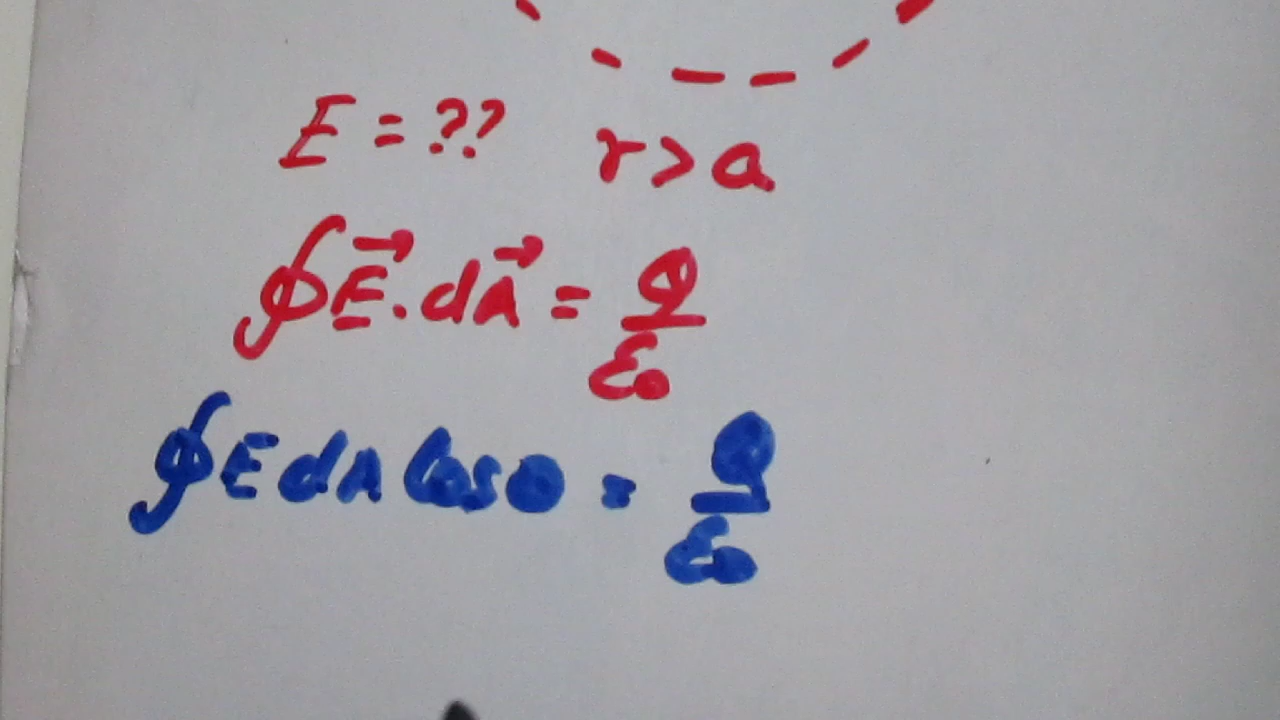 E = ?? r > a
∮E⃗.dA⃗ = Q/ε₀
∮E dA Cosθ = Q/ε₀